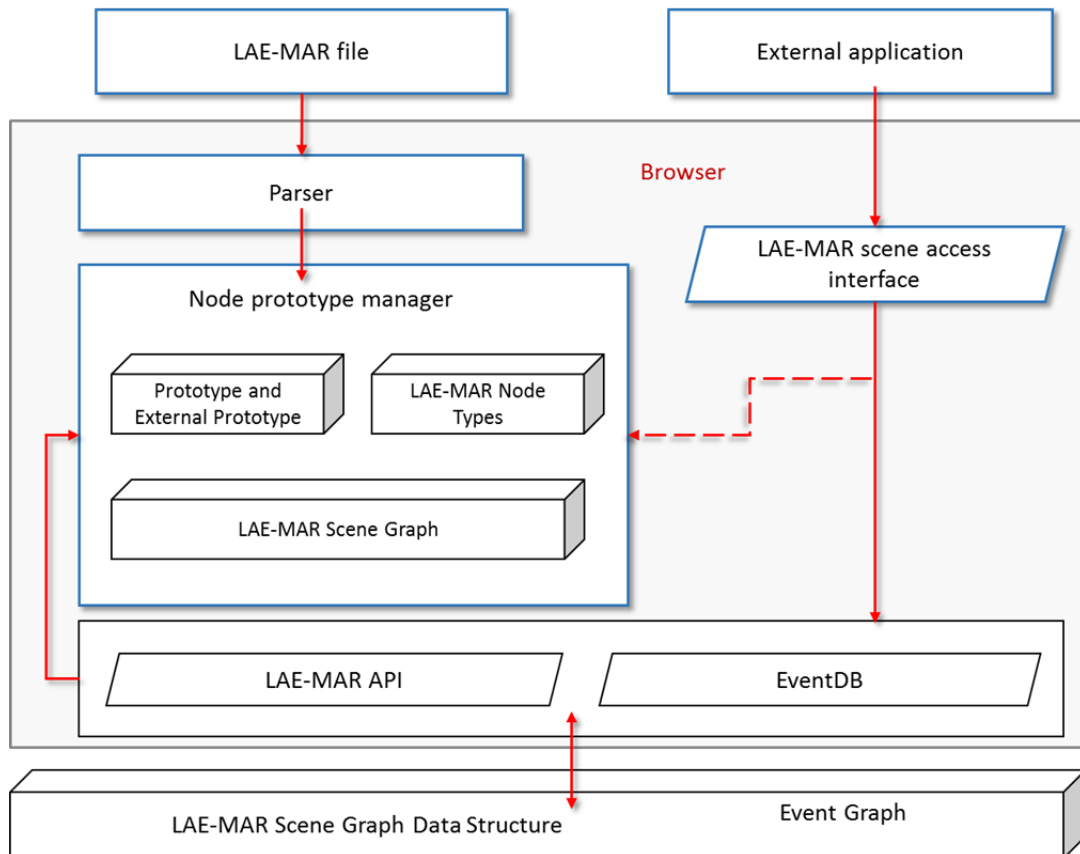 LAE-MAR file
External application
Browser
Parser
LAE-MAR scene access
interface
Node prototype manager
Prototype and
External Prototype
LAE-MAR Node
Types
LAE-MAR Scene Graph
LAE-MAR API
EventDB
LAE-MAR Scene Graph Data Structure
Event Graph